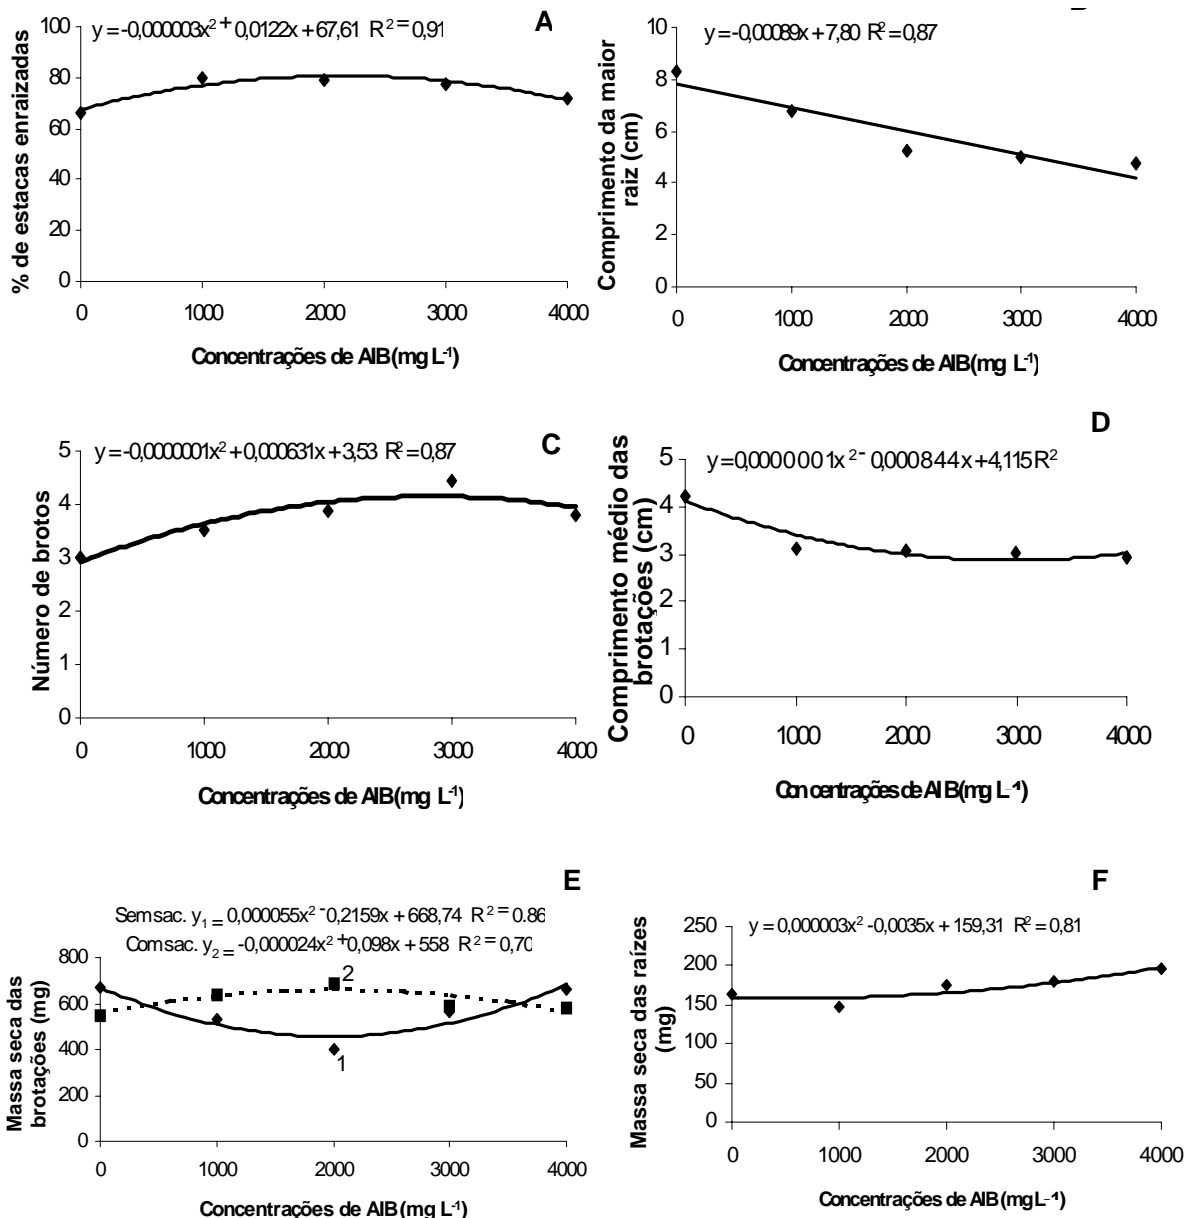 A
y = -0,000003x² + 0,0122x + 67,61 R² = 0,91
% de estacas enraizadas
100
80
60
40
20
0
0 1000 2000 3000 4000
Concentrações de AIB (mg L-¹)
y = -0,00089x + 7,80 R² = 0,87
Comprimento da maior
raiz (cm)
10
8
6
4
2
0
0 1000 2000 3000 4000
Concentrações de AIB (mg L-¹)
C
y = -0,0000001x² + 0,000631x + 3,53 R² = 0,87
Número de brotos
5
4
3
2
1
0
0 1000 2000 3000 4000
Concentrações de AIB (mg L-¹)
D
y = 0,0000001x² - 0,000844x + 4,115 R²
Comprimento médio das
brotações (cm)
5
4
3
2
1
0
0 1000 2000 3000 4000
Concentrações de AIB (mg L-¹)
E
Sem sac. y₁ = 0,000055x² - 0,2159x + 668,74 R² = 0.86
Com sac. y₂ = -0,000024x² + 0,098x + 558 R² = 0,70
Massa seca das
brotações (mg)
800
600
400
200
0
2
1
0 1000 2000 3000 4000
Concentrações de AIB (mg L-¹)
F
y = 0,000003x² - 0,0035x + 159,31 R² = 0,81
Massa seca das raízes
(mg)
250
200
150
100
50
0
0 1000 2000 3000 4000
Concentrações de AIB (mg L-¹)